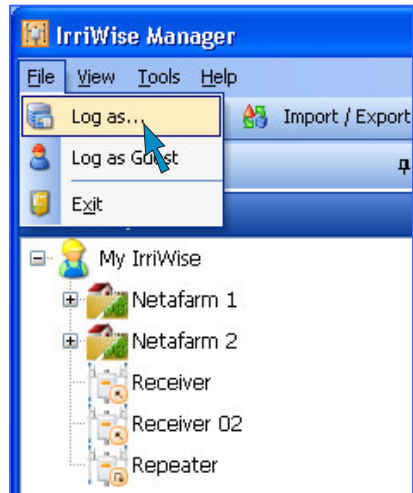 IrriWise Manager
File View Tools Help
Log as...
Import / Export
Log as Guest
Exit
My IrriWise
Netafarm 1
Netafarm 2
Receiver
Receiver 02
Repeater